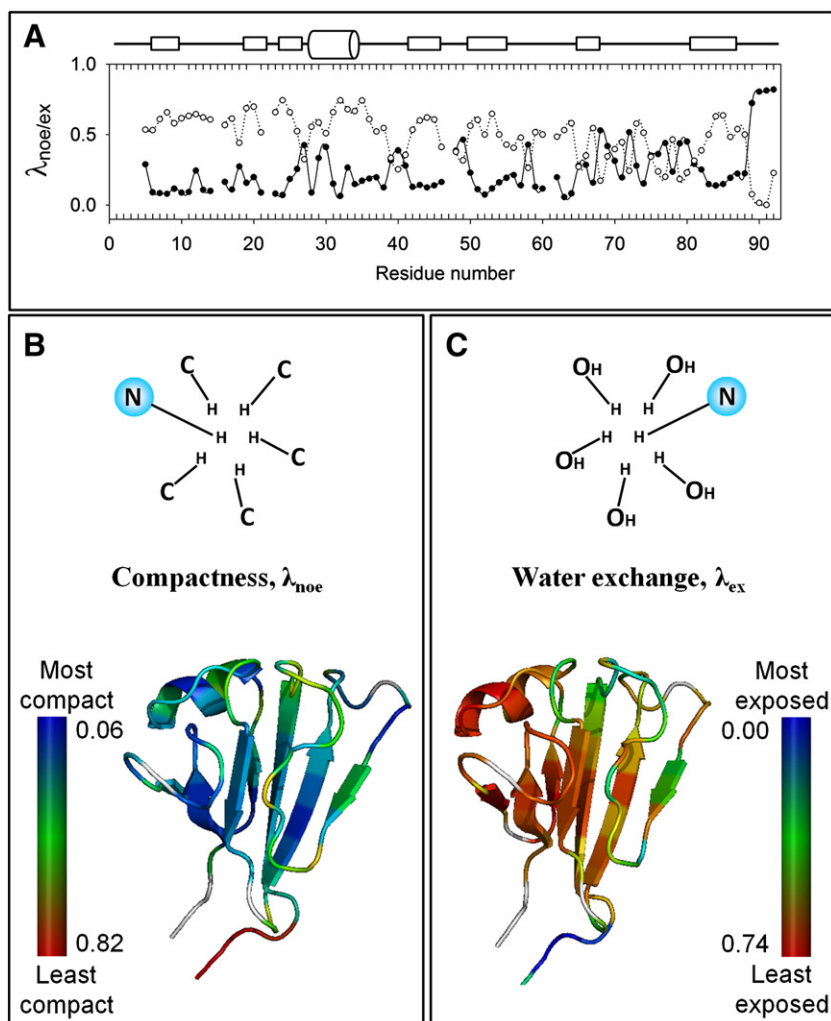 A
1.0
λnoe/ex
0.5
0.0
0 10 20 30 40 50 60 70 80 90
Residue number
B
C
C
N
H
H
H
H
C
H
H
C
C
Compactness, λnoe
Most
compact
0.06
0.82
Least
compact
C
OH
OH
N
H
H
H
H
OH
H
H
OH
OH
Water exchange, λex
Most
exposed
0.00
0.74
Least
exposed